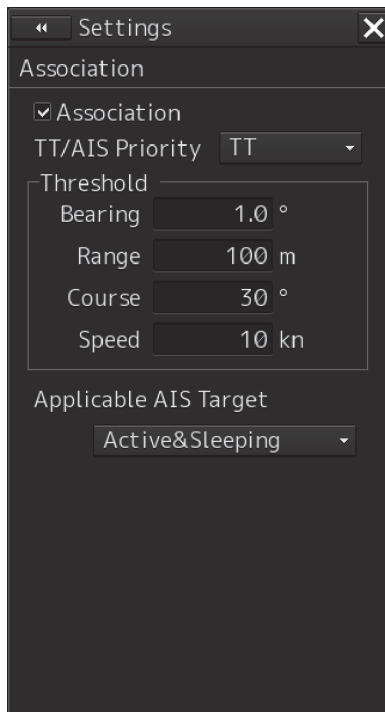 Settings
Association
Association
TT/AIS Priority TT
Threshold
Bearing 1.0 °
Range 100 m
Course 30 °
Speed 10 kn
Applicable AIS Target
Active&Sleeping